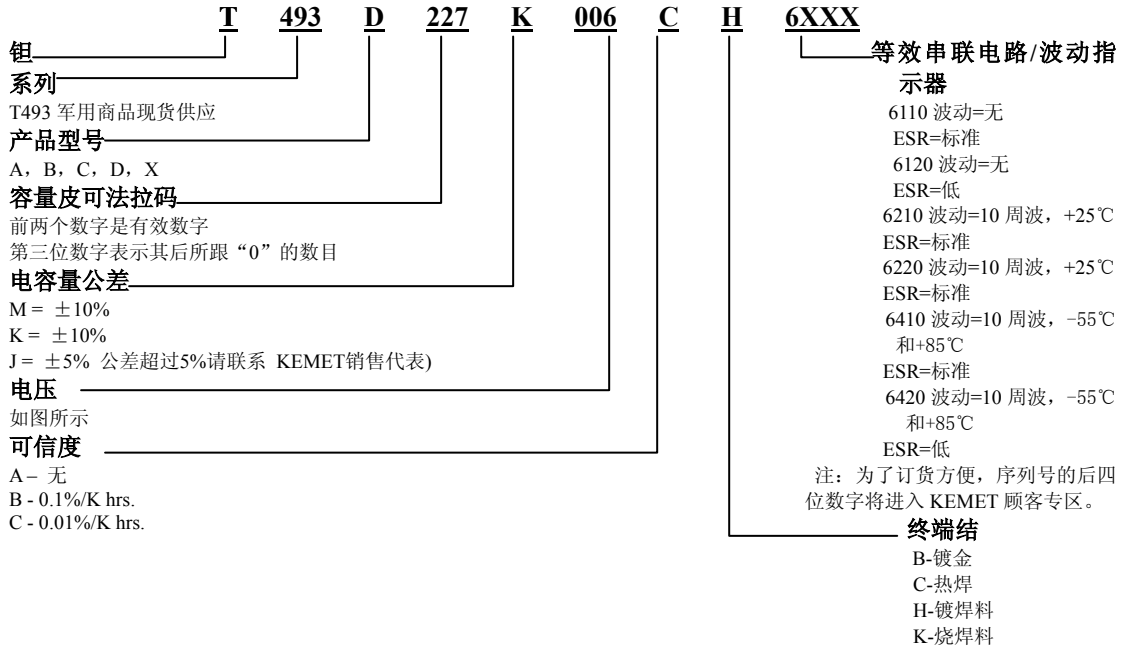 T 493 D 227 K 006 C H 6XXX
钽
系列
T493 军用商品现货供应
产品型号
A，B，C，D，X
容量皮可法拉码
前两个数字是有效数字
第三位数字表示其后所跟“0”的数目
电容量公差
M = ±10%
K = ±10%
J = ±5% 公差超过5%请联系 KEMET销售代表)
电压
如图所示
可信度
A – 无
B - 0.1%/K hrs.
C - 0.01%/K hrs.
等效串联电路/波动指
示器
6110 波动=无
ESR=标准
6120 波动=无
ESR=低
6210 波动=10 周波，+25℃
ESR=标准
6220 波动=10 周波，+25℃
ESR=标准
6410 波动=10 周波，-55℃
和+85℃
ESR=标准
6420 波动=10 周波，-55℃
和+85℃
ESR=低
注：为了订货方便，序列号的后四
位数字将进入 KEMET 顾客专区。
终端结
B-镀金
C-热焊
H-镀焊料
K-烧焊料